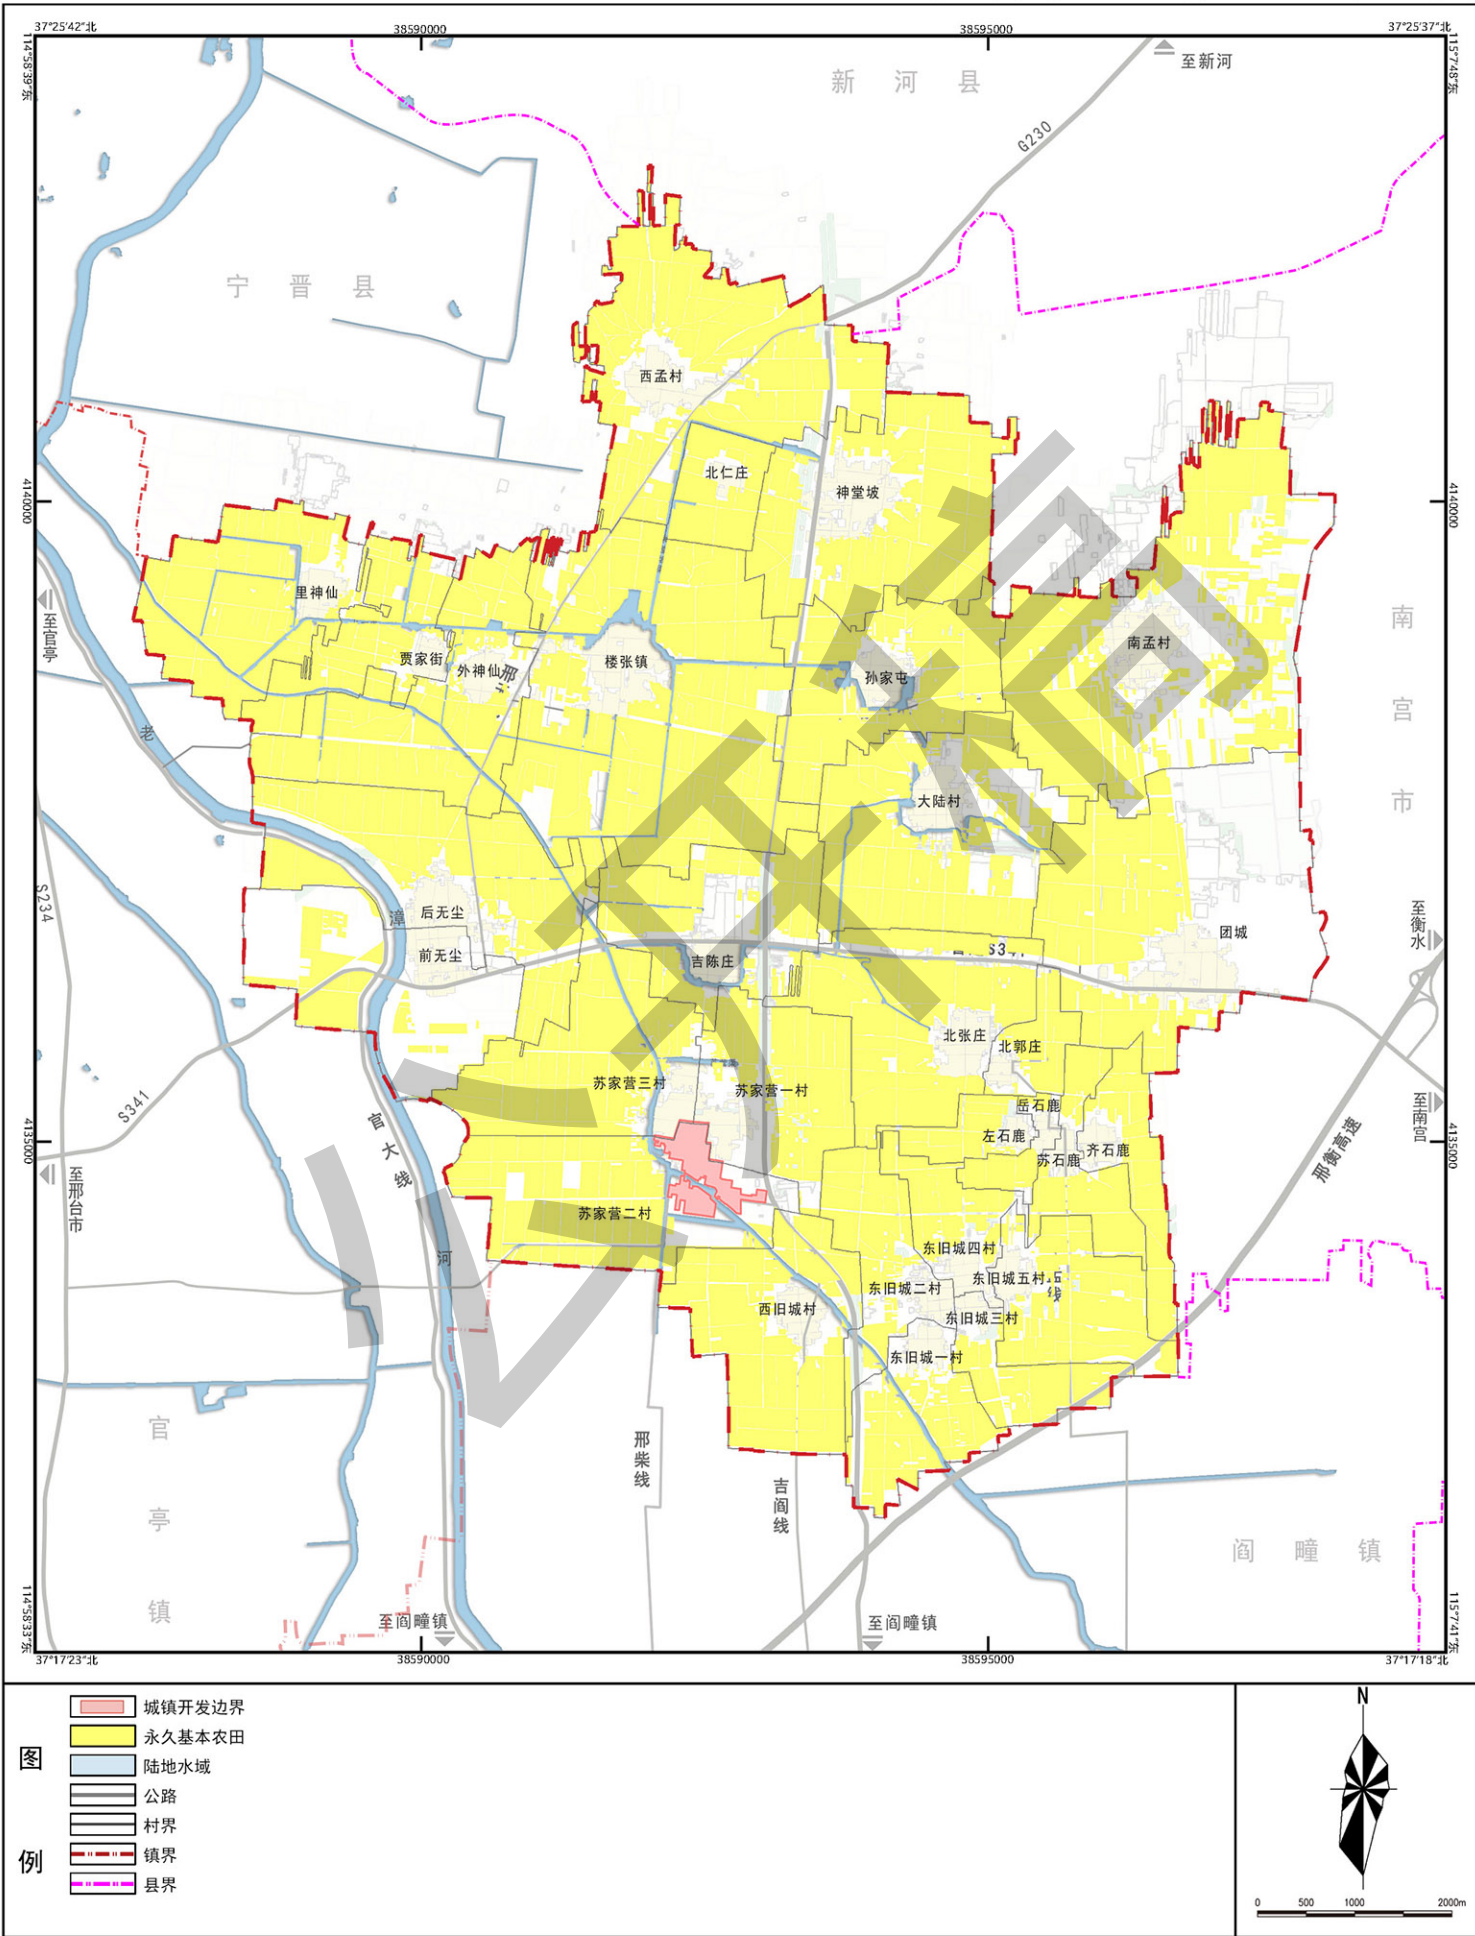 37°25′42″北
38590000
38595000
37°25′37″北
114°58′39″东
115°7′48″东
至新河
新河县
G230
宁晋县
西孟村
北仁庄
神堂坡
4140000
4140000
里神仙
至官亭
贾家街
外神仙
邢
楼张镇
孙家屯
南孟村
南宫市
老
大陆村
S234
后无尘
漳
前无尘
吉陈庄
S341
团城
至衡水
北张庄
北郭庄
苏家营三村
苏家营一村
岳石鹿
左石鹿
苏石鹿
齐石鹿
S341
官大线
至南宫
邢衡高速
4135000
4135000
至邢台市
苏家营二村
河
东旧城四村
东旧城五村
线
东旧城二村
西旧城村
东旧城三村
东旧城一村
邢柴线
吉阎线
官亭镇
阎疃镇
至阎疃镇
至阎疃镇
114°58′33″东
115°7′41″东
37°17′23″北
38590000
38595000
37°17′18″北
公示稿
图例
城镇开发边界
永久基本农田
陆地水域
公路
村界
镇界
县界
N
0 500 1000 2000m